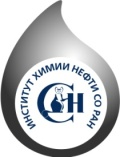 ИНСТИТУТ ХИМИИ НЕФТИ СО РАН
СН